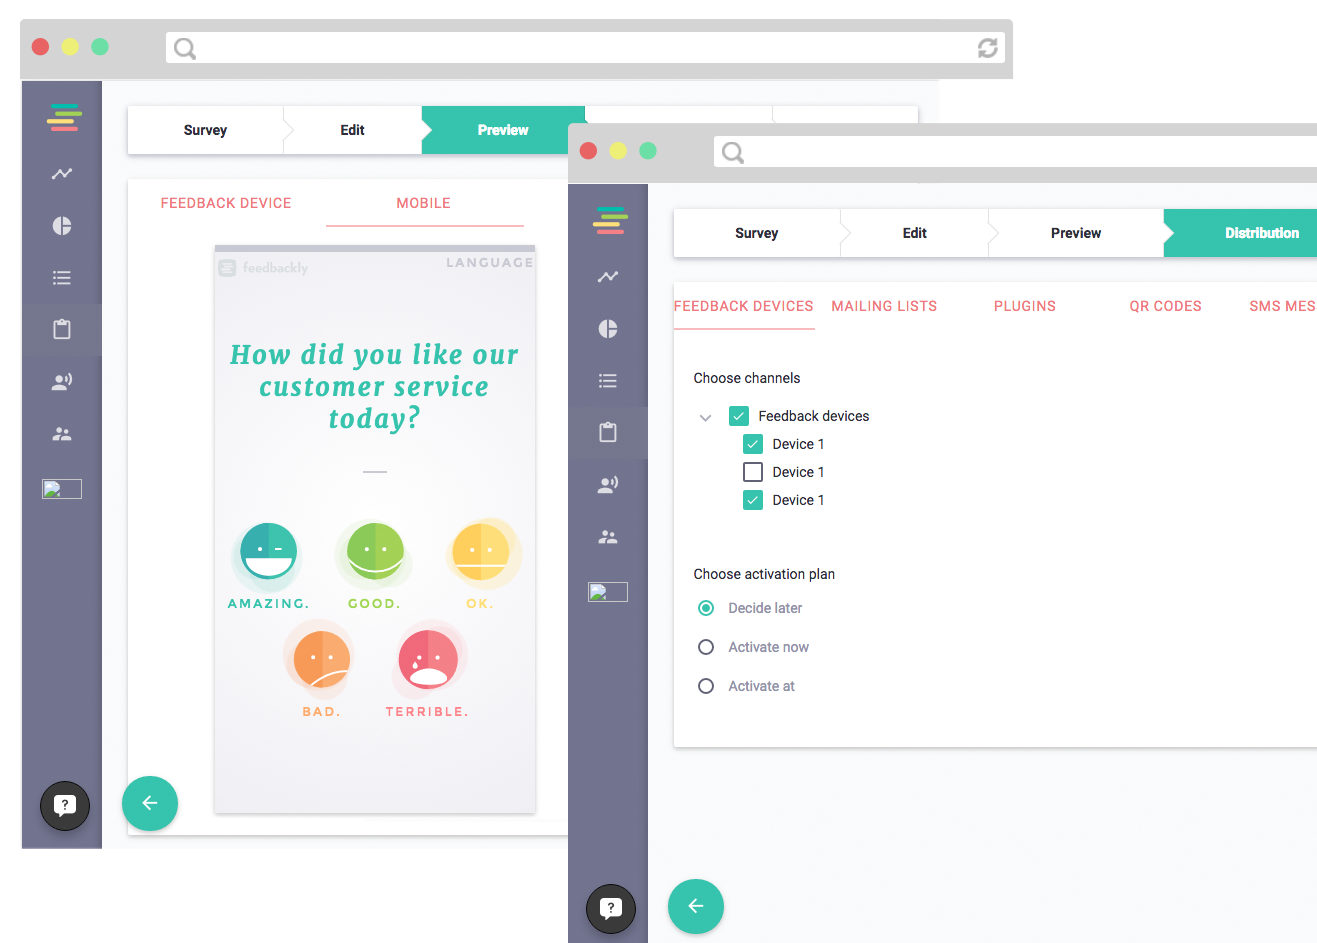 Survey
Edit
Preview
FEEDBACK DEVICE
MOBILE
feedbackly
LANGUAGE
How did you like our
customer service
today?
AMAZING.
GOOD.
OK.
BAD.
TERRIBLE.
?
Survey
Edit
Preview
Distribution
FEEDBACK DEVICES
MAILING LISTS
PLUGINS
QR CODES
SMS MES
Choose channels
Feedback devices
Device 1
Device 1
Device 1
Choose activation plan
Decide later
Activate now
Activate at
?